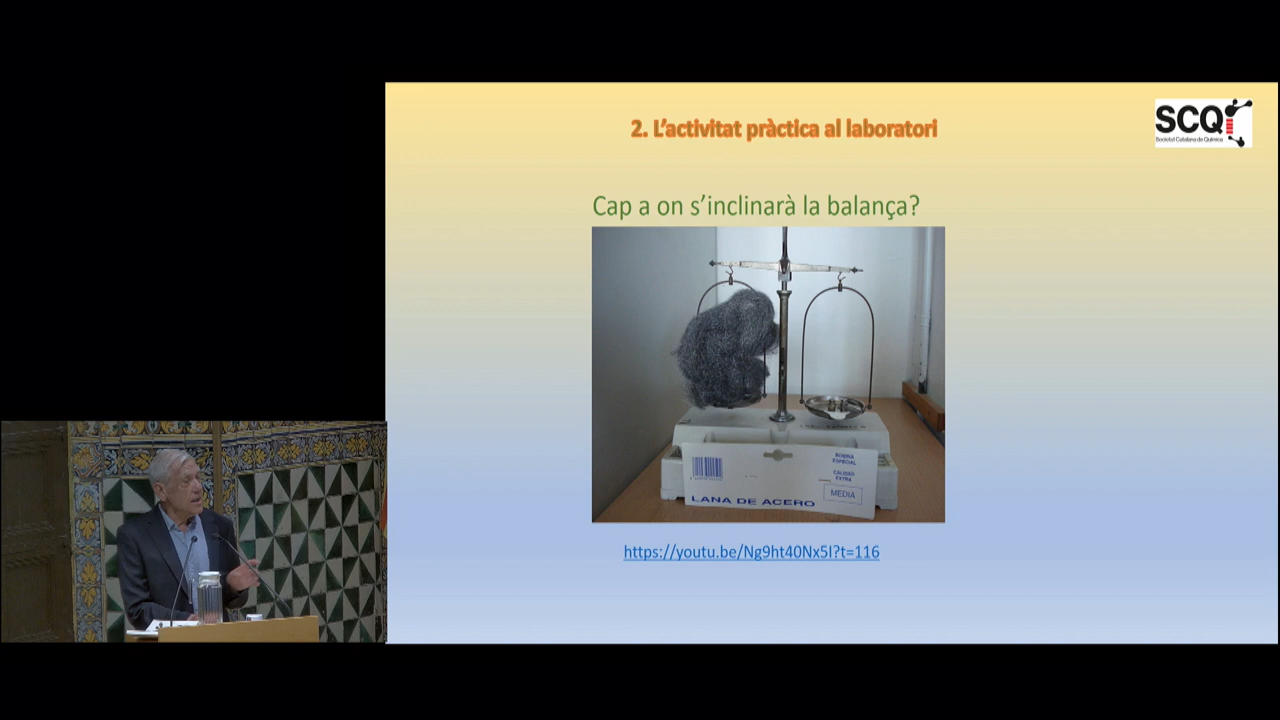 2. L'activitat pràctica al laboratori
SCQ
Societat Catalana de Química
Cap a on s'inclinarà la balança?
BOBINA
ESPECIAL
CALIDAD
EXTRA
MEDIA
LANA DE ACERO
https://youtu.be/Ng9ht40Nx5I?t=116